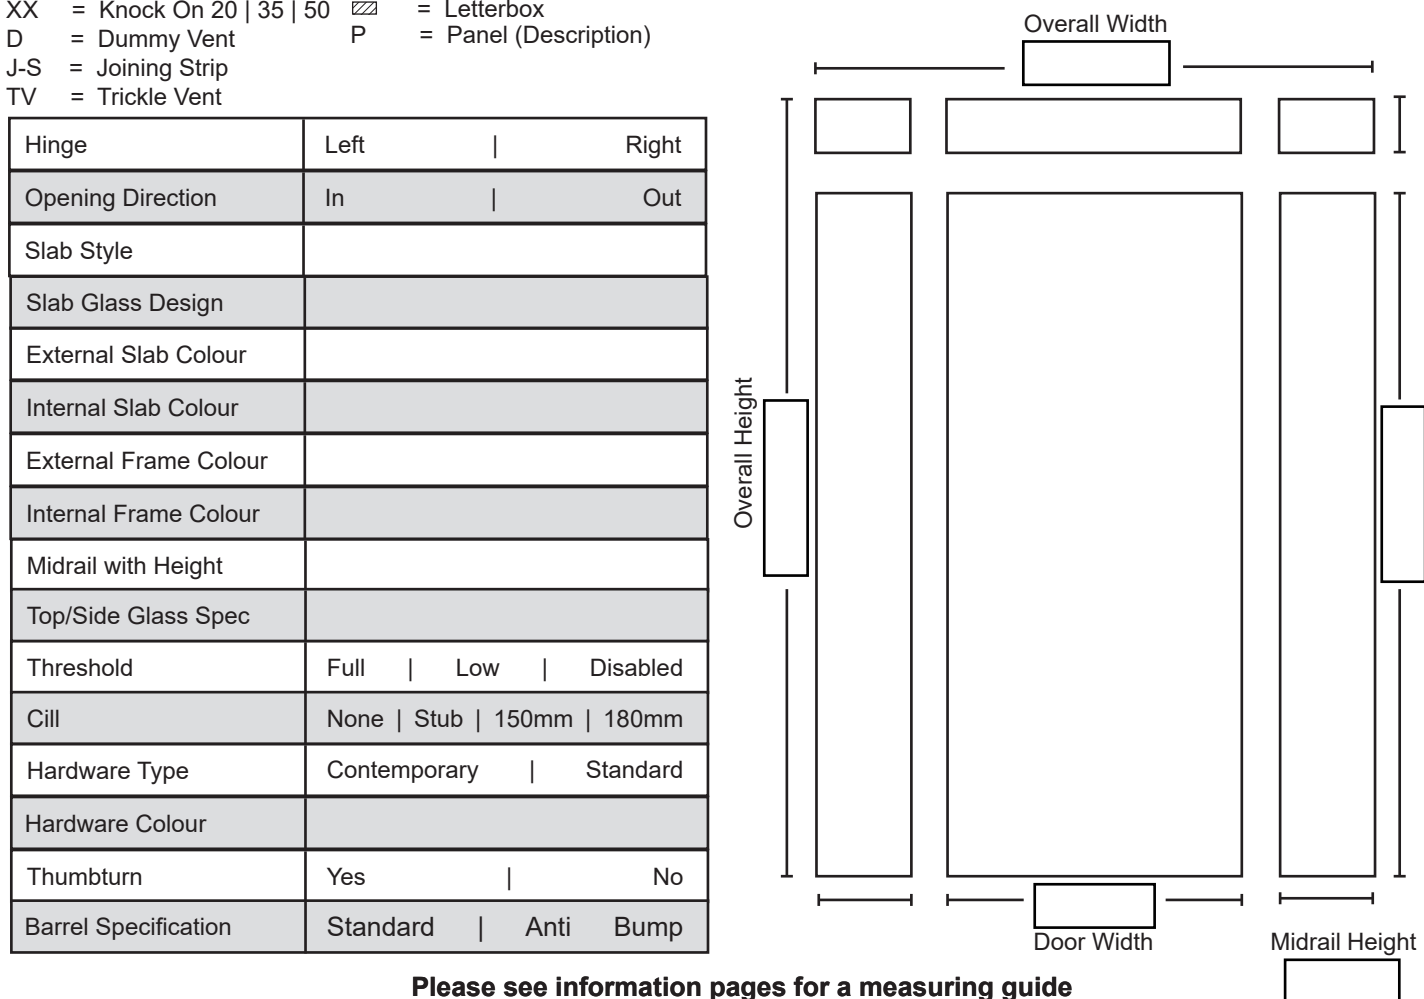 XX = Knock On 20 | 35 | 50
D = Dummy Vent
J-S = Joining Strip
TV = Trickle Vent
= Letterbox
P = Panel (Description)
Hinge Left | Right
Opening Direction In | Out
Slab Style
Slab Glass Design
External Slab Colour
Internal Slab Colour
External Frame Colour
Internal Frame Colour
Midrail with Height
Top/Side Glass Spec
Threshold Full | Low | Disabled
Cill None | Stub | 150mm | 180mm
Hardware Type Contemporary | Standard
Hardware Colour
Thumbturn Yes | No
Barrel Specification Standard | Anti Bump
Overall Width
Overall Height
Door Width
Midrail Height
Please see information pages for a measuring guide